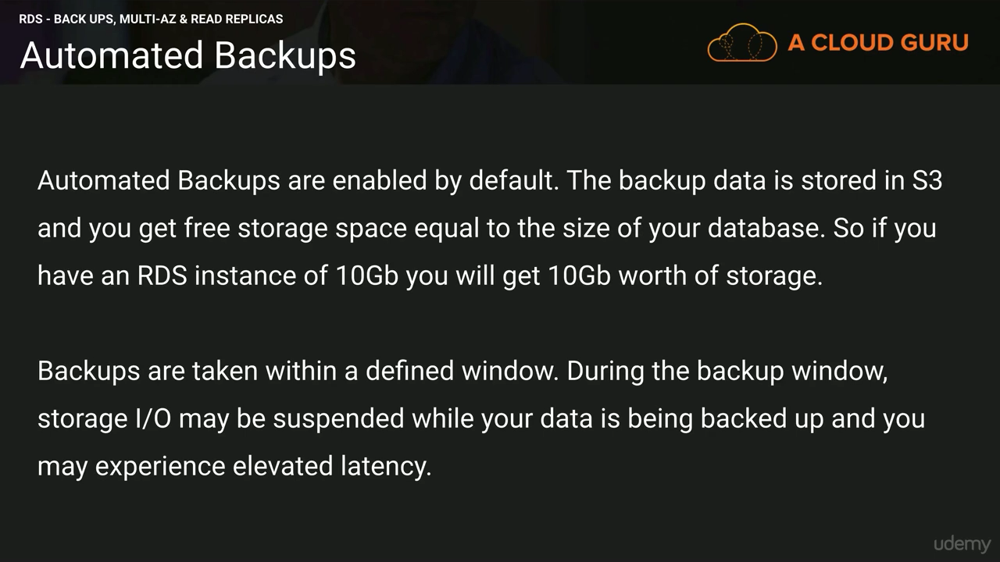 RDS - BACK UPS, MULTI-AZ & READ REPLICAS
Automated Backups
A CLOUD GURU
Automated Backups are enabled by default. The backup data is stored in S3
and you get free storage space equal to the size of your database. So if you
have an RDS instance of 10Gb you will get 10Gb worth of storage.
Backups are taken within a defined window. During the backup window,
storage I/O may be suspended while your data is being backed up and you
may experience elevated latency.
udemy